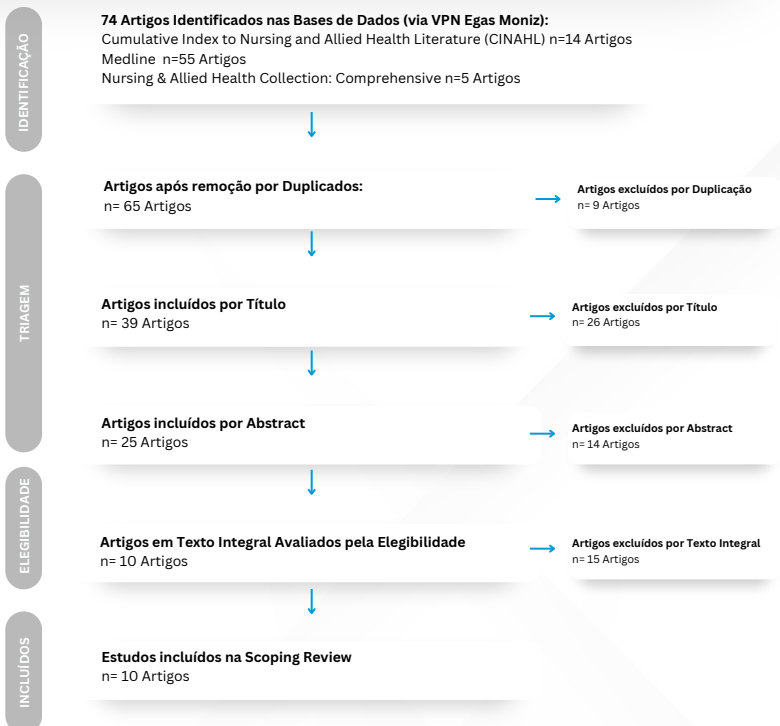 IDENTIFICAÇÃO
74 Artigos Identificados nas Bases de Dados (via VPN Egas Moniz):
Cumulative Index to Nursing and Allied Health Literature (CINAHL) n=14 Artigos
Medline n=55 Artigos
Nursing & Allied Health Collection: Comprehensive n=5 Artigos
TRIAGEM
Artigos após remoção por Duplicados:
n= 65 Artigos
Artigos excluídos por Duplicação
n= 9 Artigos
Artigos incluídos por Título
n= 39 Artigos
Artigos excluídos por Título
n= 26 Artigos
Artigos incluídos por Abstract
n= 25 Artigos
Artigos excluídos por Abstract
n= 14 Artigos
ELEGIBILIDADE
Artigos em Texto Integral Avaliados pela Elegibilidade
n= 10 Artigos
Artigos excluídos por Texto Integral
n= 15 Artigos
INCLUÍDOS
Estudos incluídos na Scoping Review
n= 10 Artigos